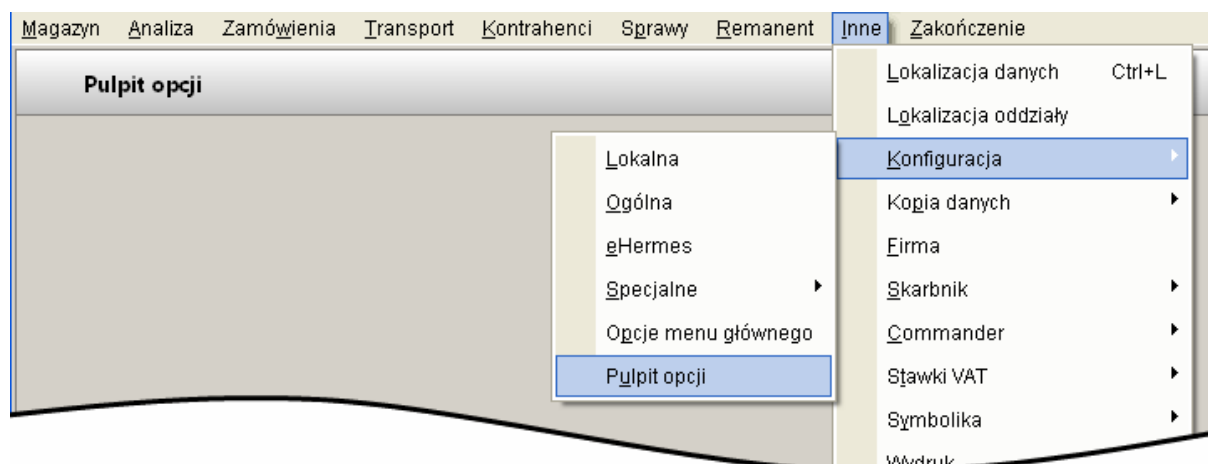 Magazyn Analiza Zamówienia Transport Kontrahenci Sprawy Remanent Inne Zakończenie
Pulpit opcji
Lokalizacja danych Ctrl+L
Lokalizacja oddziały
Konfiguracja
Kopia danych
Firma
Skarbnik
Commander
Stawki VAT
Symbolika
Wydruk
Lokalna
Ogólna
eHermes
Specjalne
Opcje menu głównego
Pulpit opcji